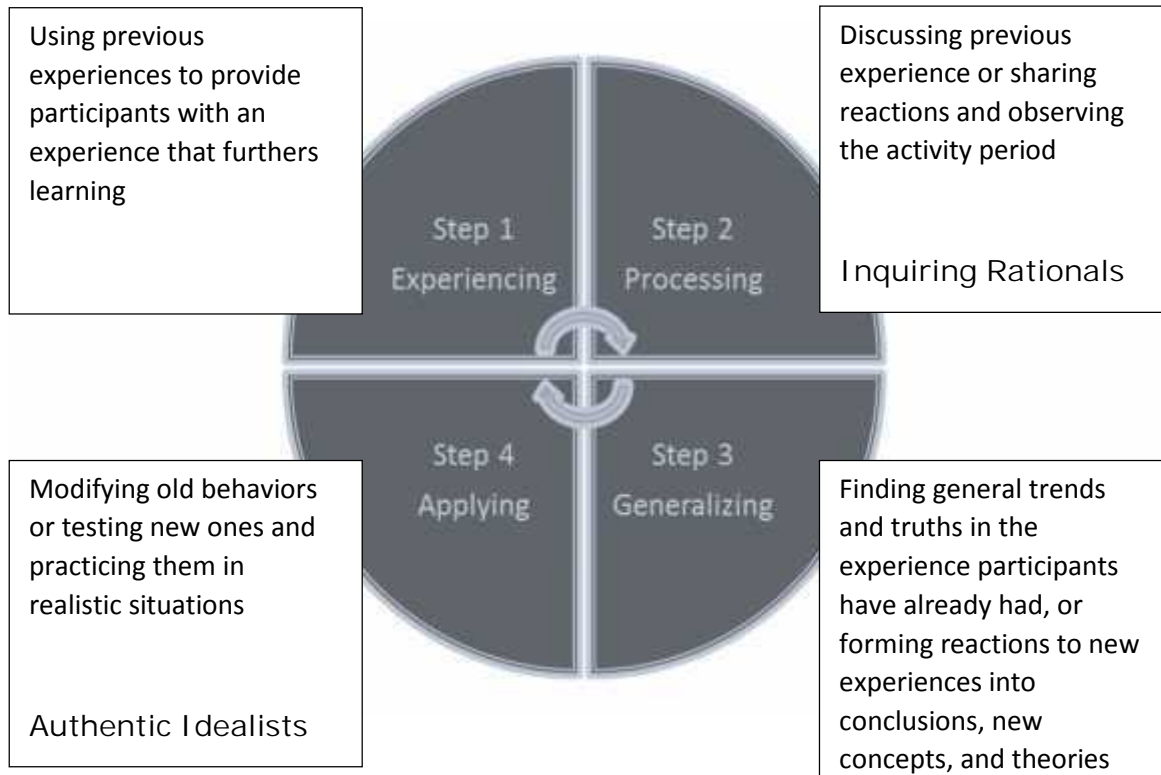 Using previous
experiences to provide
participants with an
experience that furthers
learning
Discussing previous
experience or sharing
reactions and observing
the activity period
Inquiring Rationals
Step 1
Experiencing
Step 2
Processing
Step 4
Applying
Step 3
Generalizing
Modifying old behaviors
or testing new ones and
practicing them in
realistic situations
Authentic Idealists
Finding general trends
and truths in the
experience participants
have already had, or
forming reactions to new
experiences into
conclusions, new
concepts, and theories